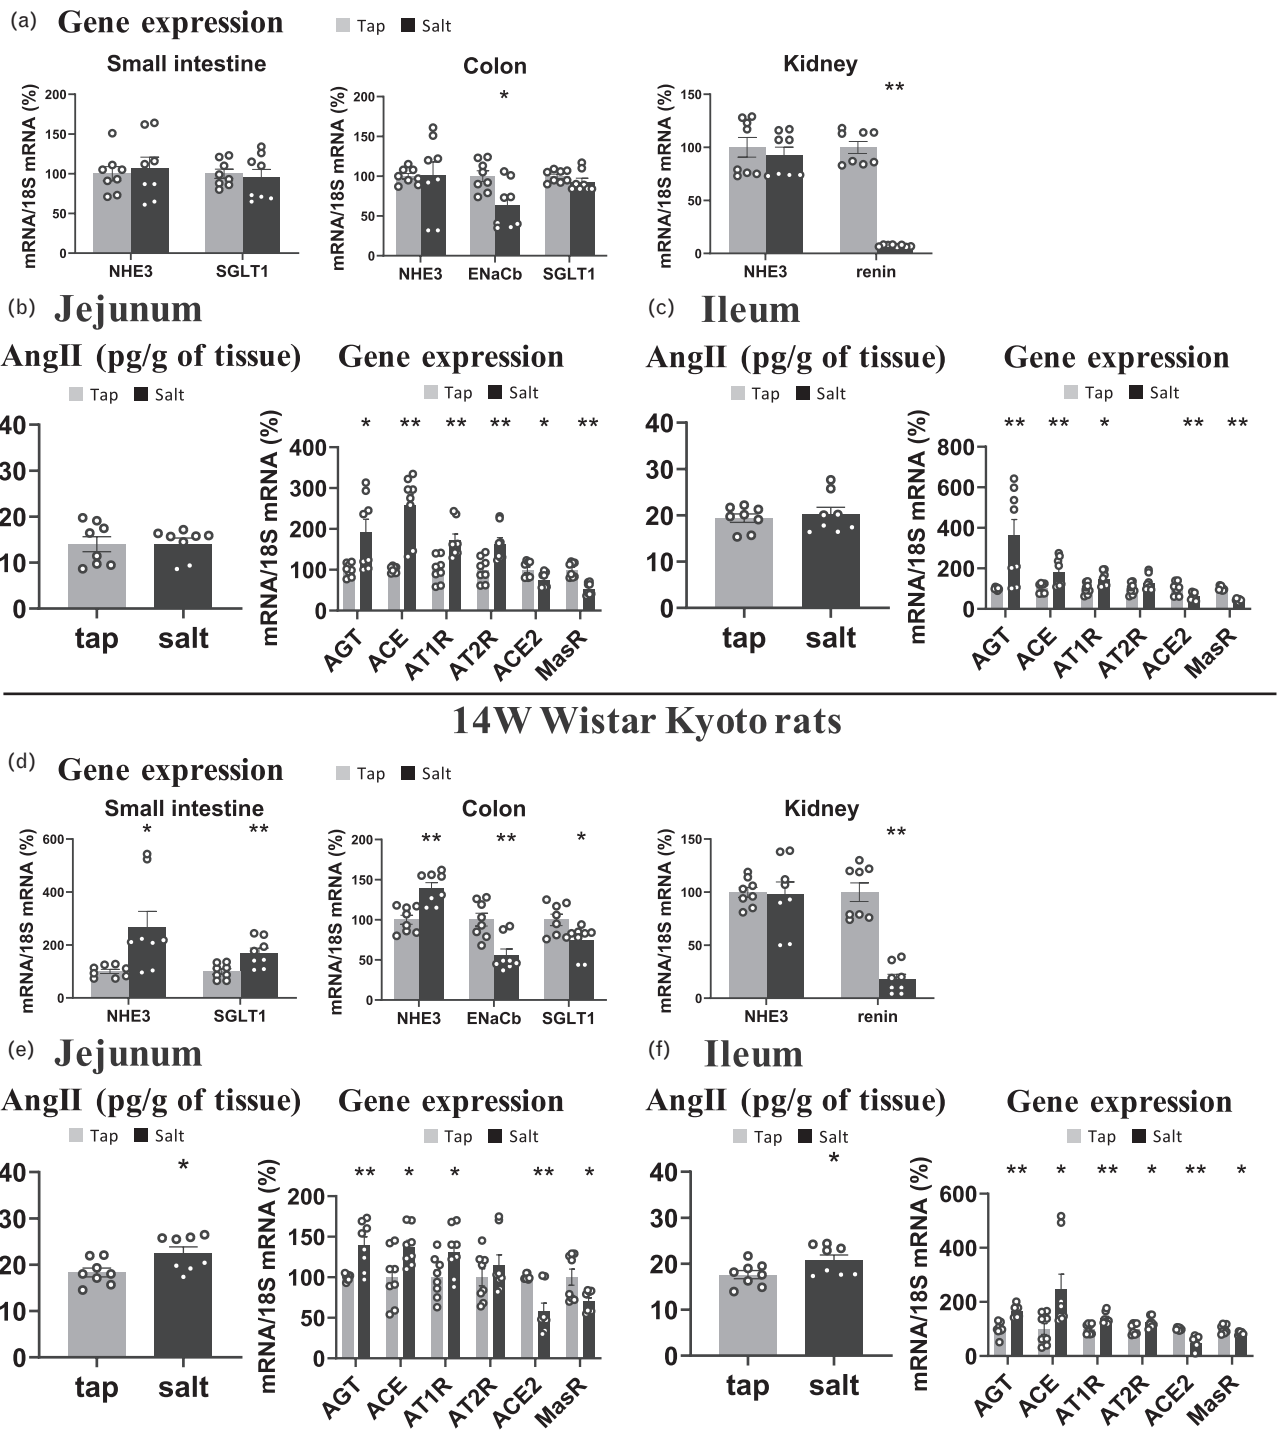 (a) Gene expression Tap Salt
Small intestine Colon Kidney
mRNA/18S mRNA (%)
200
150
100
50
0
NHE3 SGLT1
mRNA/18S mRNA (%)
200
150
100
50
0
*
NHE3 ENaCb SGLT1
mRNA/18S mRNA (%)
150
100
50
0
**
NHE3 renin
(b) Jejunum
AngII (pg/g of tissue) Gene expression
Tap Salt
40
30
20
10
0
tap salt
Tap Salt
mRNA/18S mRNA (%)
* ** ** ** * **
400
300
200
100
0
AGT ACE AT1R AT2R ACE2 MasR
(c) Ileum
AngII (pg/g of tissue) Gene expression
Tap Salt
40
30
20
10
0
tap salt
Tap Salt
mRNA/18S mRNA (%)
** ** * ** **
800
600
400
200
0
AGT ACE AT1R AT2R ACE2 MasR
14W Wistar Kyoto rats
(d) Gene expression Tap Salt
Small intestine Colon Kidney
mRNA/18S mRNA (%)
* **
600
400
200
0
NHE3 SGLT1
mRNA/18S mRNA (%)
** ** *
200
150
100
50
0
NHE3 ENaCb SGLT1
mRNA/18S mRNA (%)
**
150
100
50
0
NHE3 renin
(e) Jejunum
AngII (pg/g of tissue) Gene expression
Tap Salt
*
40
30
20
10
0
tap salt
Tap Salt
mRNA/18S mRNA (%)
** * * ** *
200
150
100
50
0
AGT ACE AT1R AT2R ACE2 MasR
(f) Ileum
AngII (pg/g of tissue) Gene expression
Tap Salt
*
40
30
20
10
0
tap salt
Tap Salt
mRNA/18S mRNA (%)
** * ** * ** *
600
400
200
0
AGT ACE AT1R AT2R ACE2 MasR